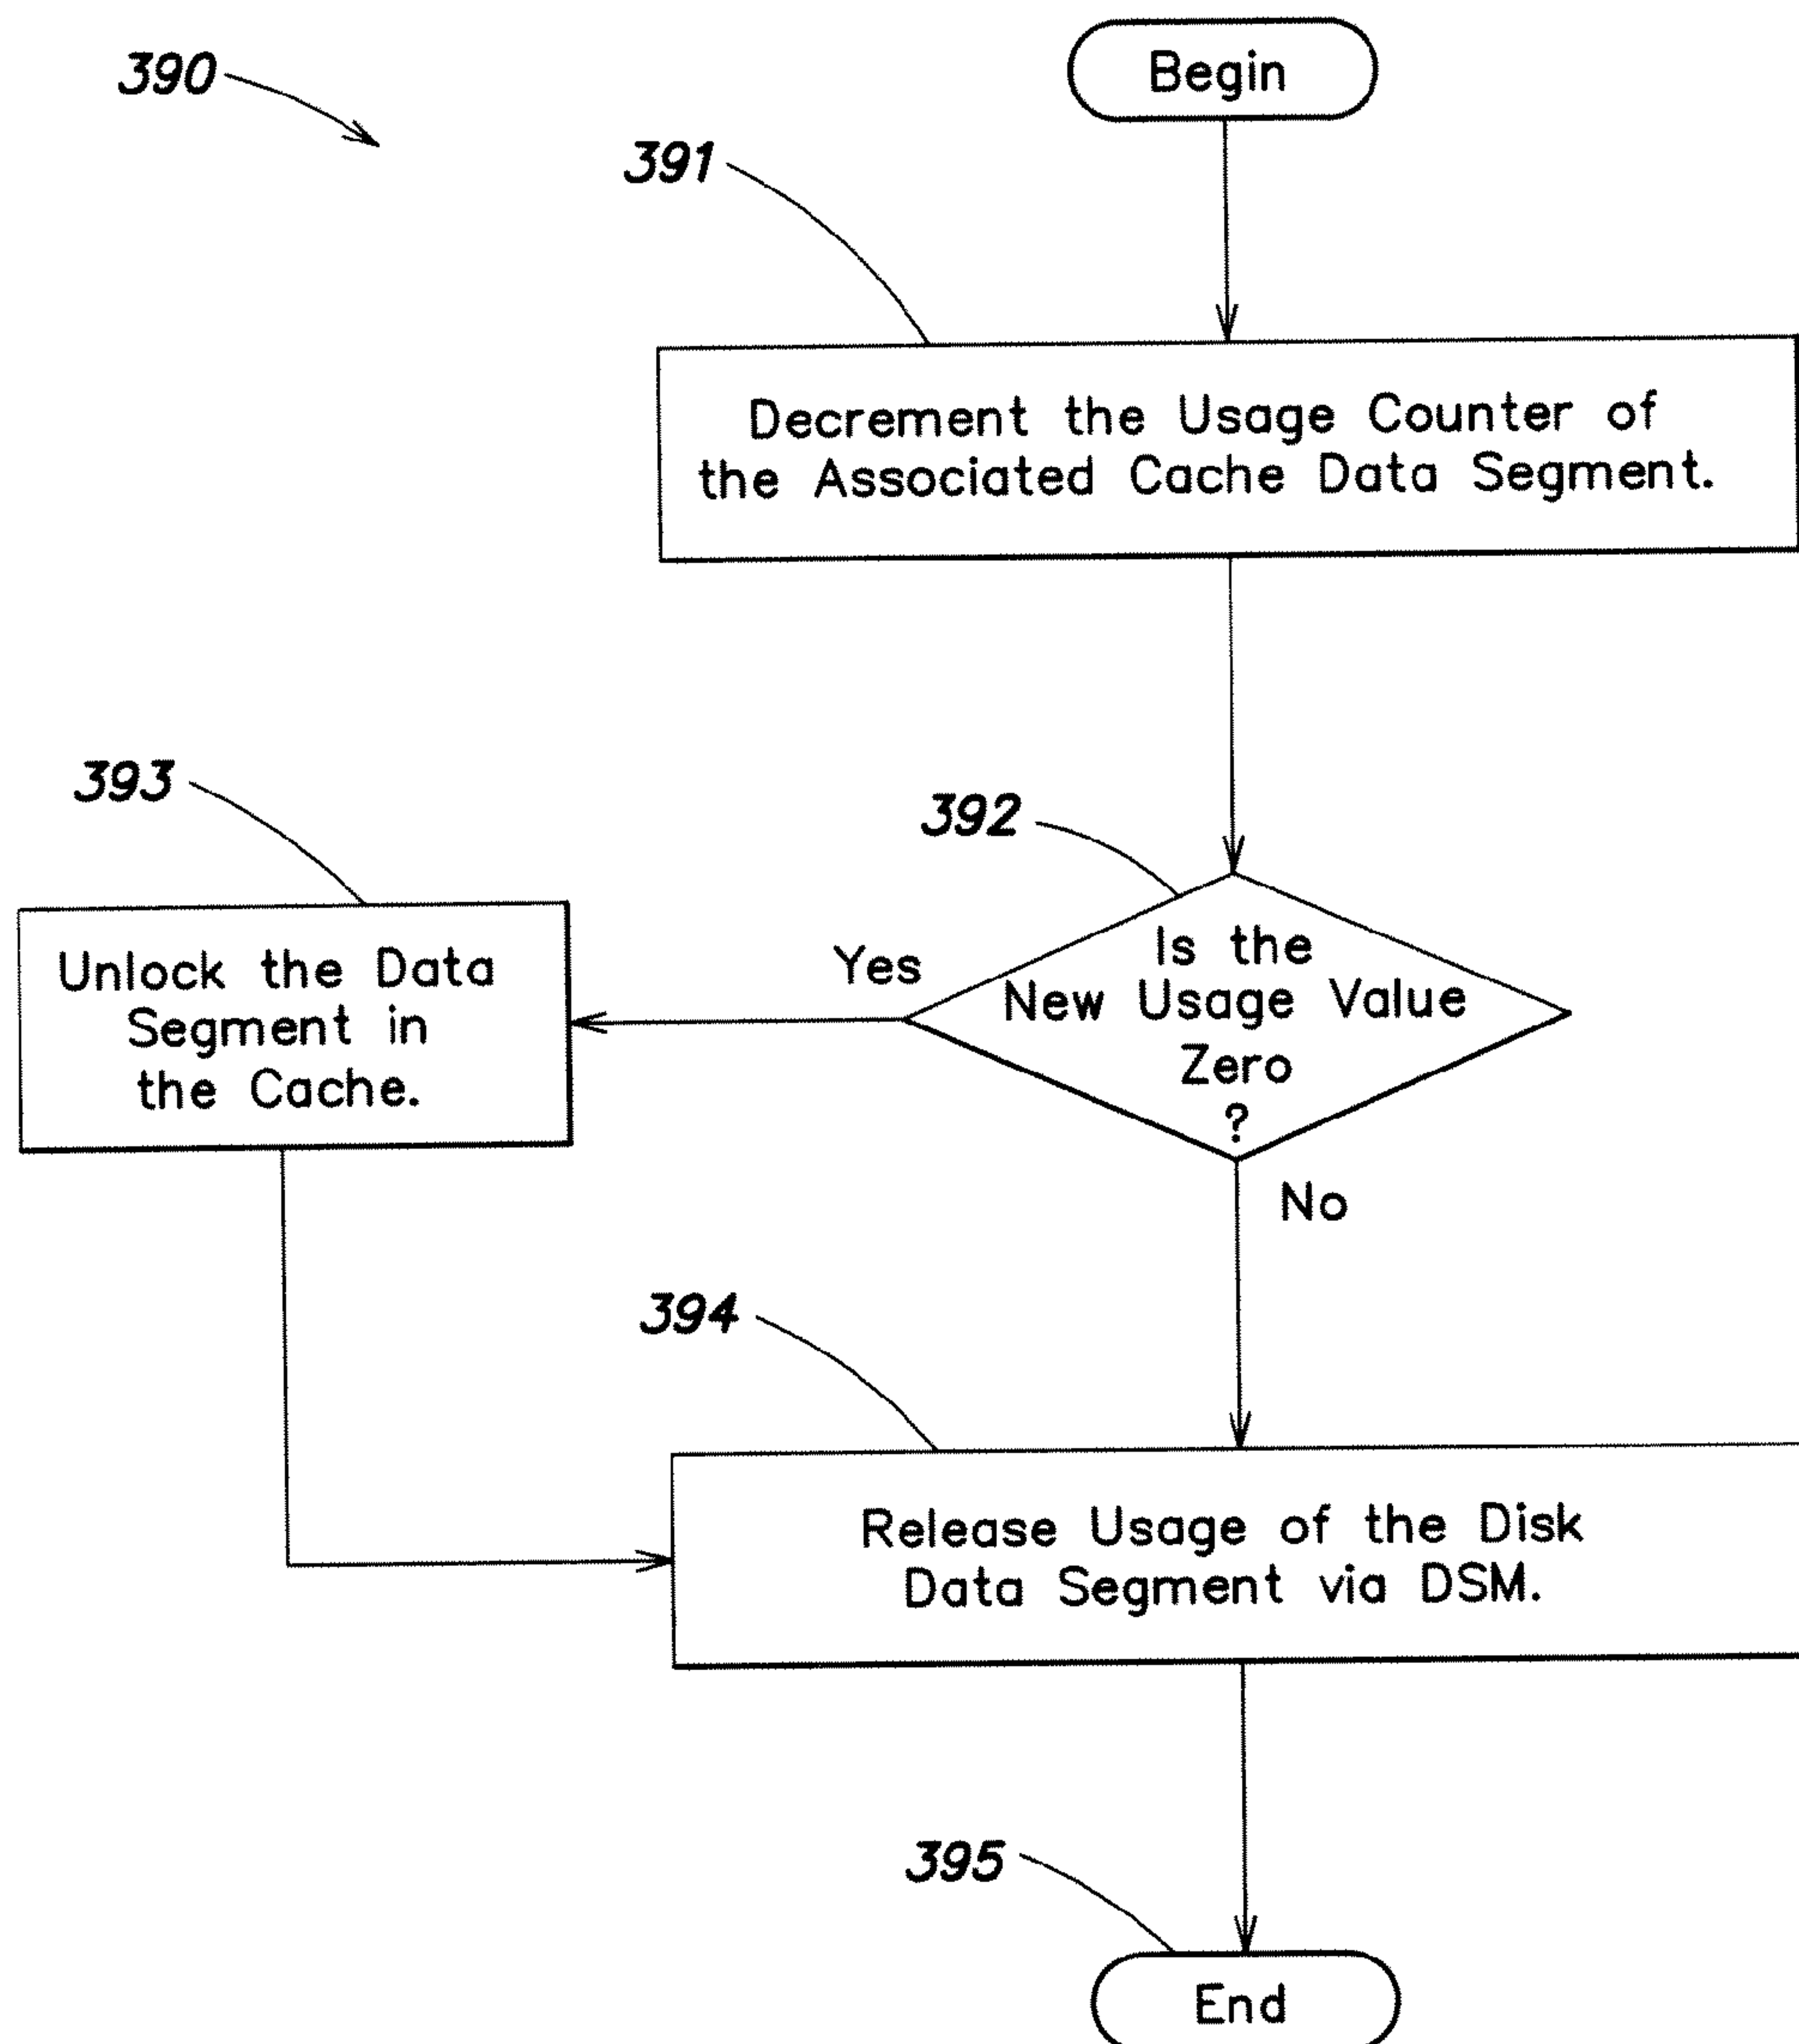 390
Begin
391
Decrement the Usage Counter of
the Associated Cache Data Segment.
393
392
Unlock the Data
Segment in
the Cache.
Yes
Is the
New Usage Value
Zero
?
No
394
Release Usage of the Disk
Data Segment via DSM.
395
End